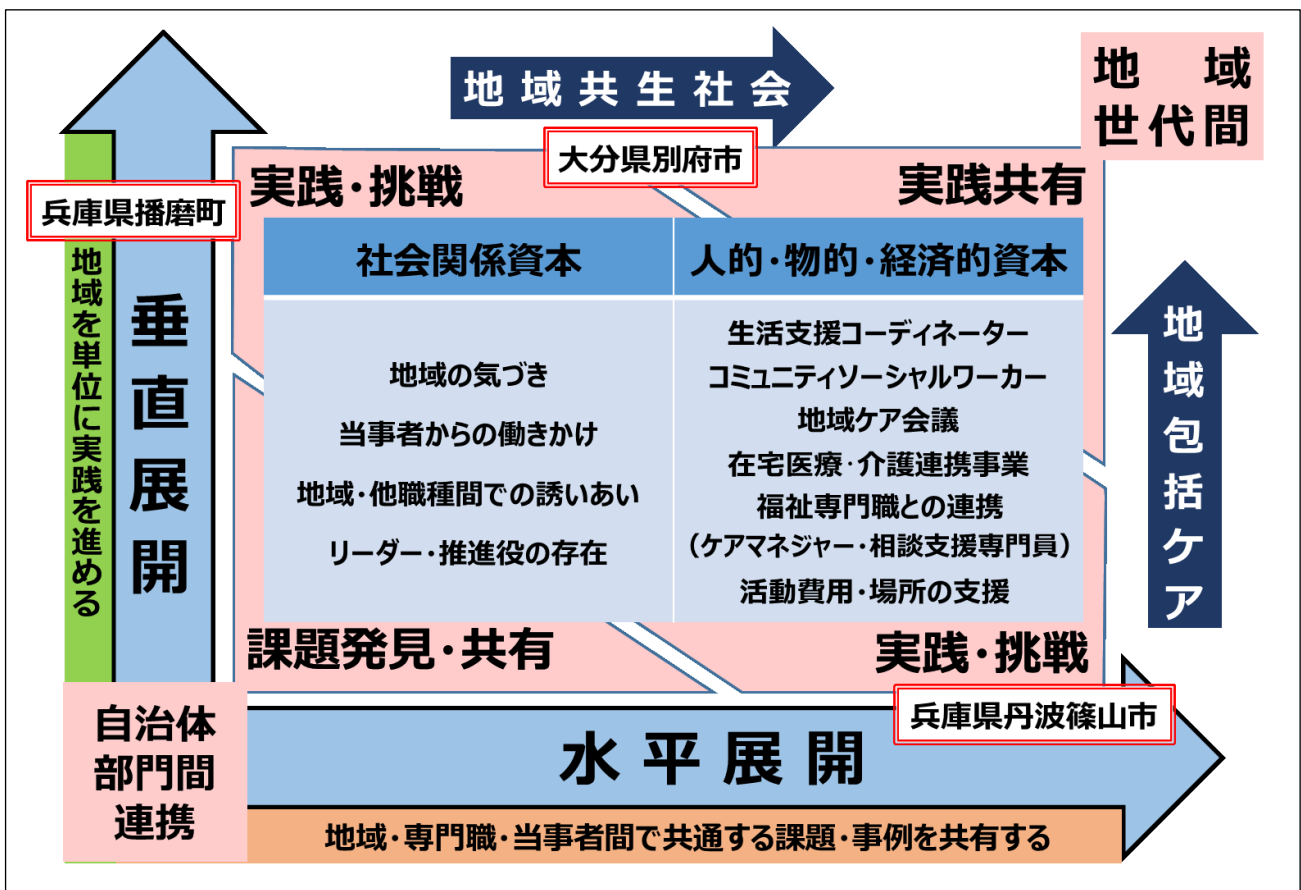 地域共生社会
地域
世代間
大分県別府市
実践・挑戦
実践共有
兵庫県播磨町
社会関係資本
人的・物的・経済的資本
地域の気づき
当事者からの働きかけ
地域・他職種間での誘いあい
リーダー・推進役の存在
生活支援コーディネーター
コミュニティソーシャルワーカー
地域ケア会議
在宅医療・介護連携事業
福祉専門職との連携
（ケアマネジャー・相談支援専門員）
活動費用・場所の支援
地域を単位に実践を進める
垂直展開
地域包括ケア
課題発見・共有
実践・挑戦
兵庫県丹波篠山市
自治体
部門間
連携
水平展開
地域・専門職・当事者間で共通する課題・事例を共有する